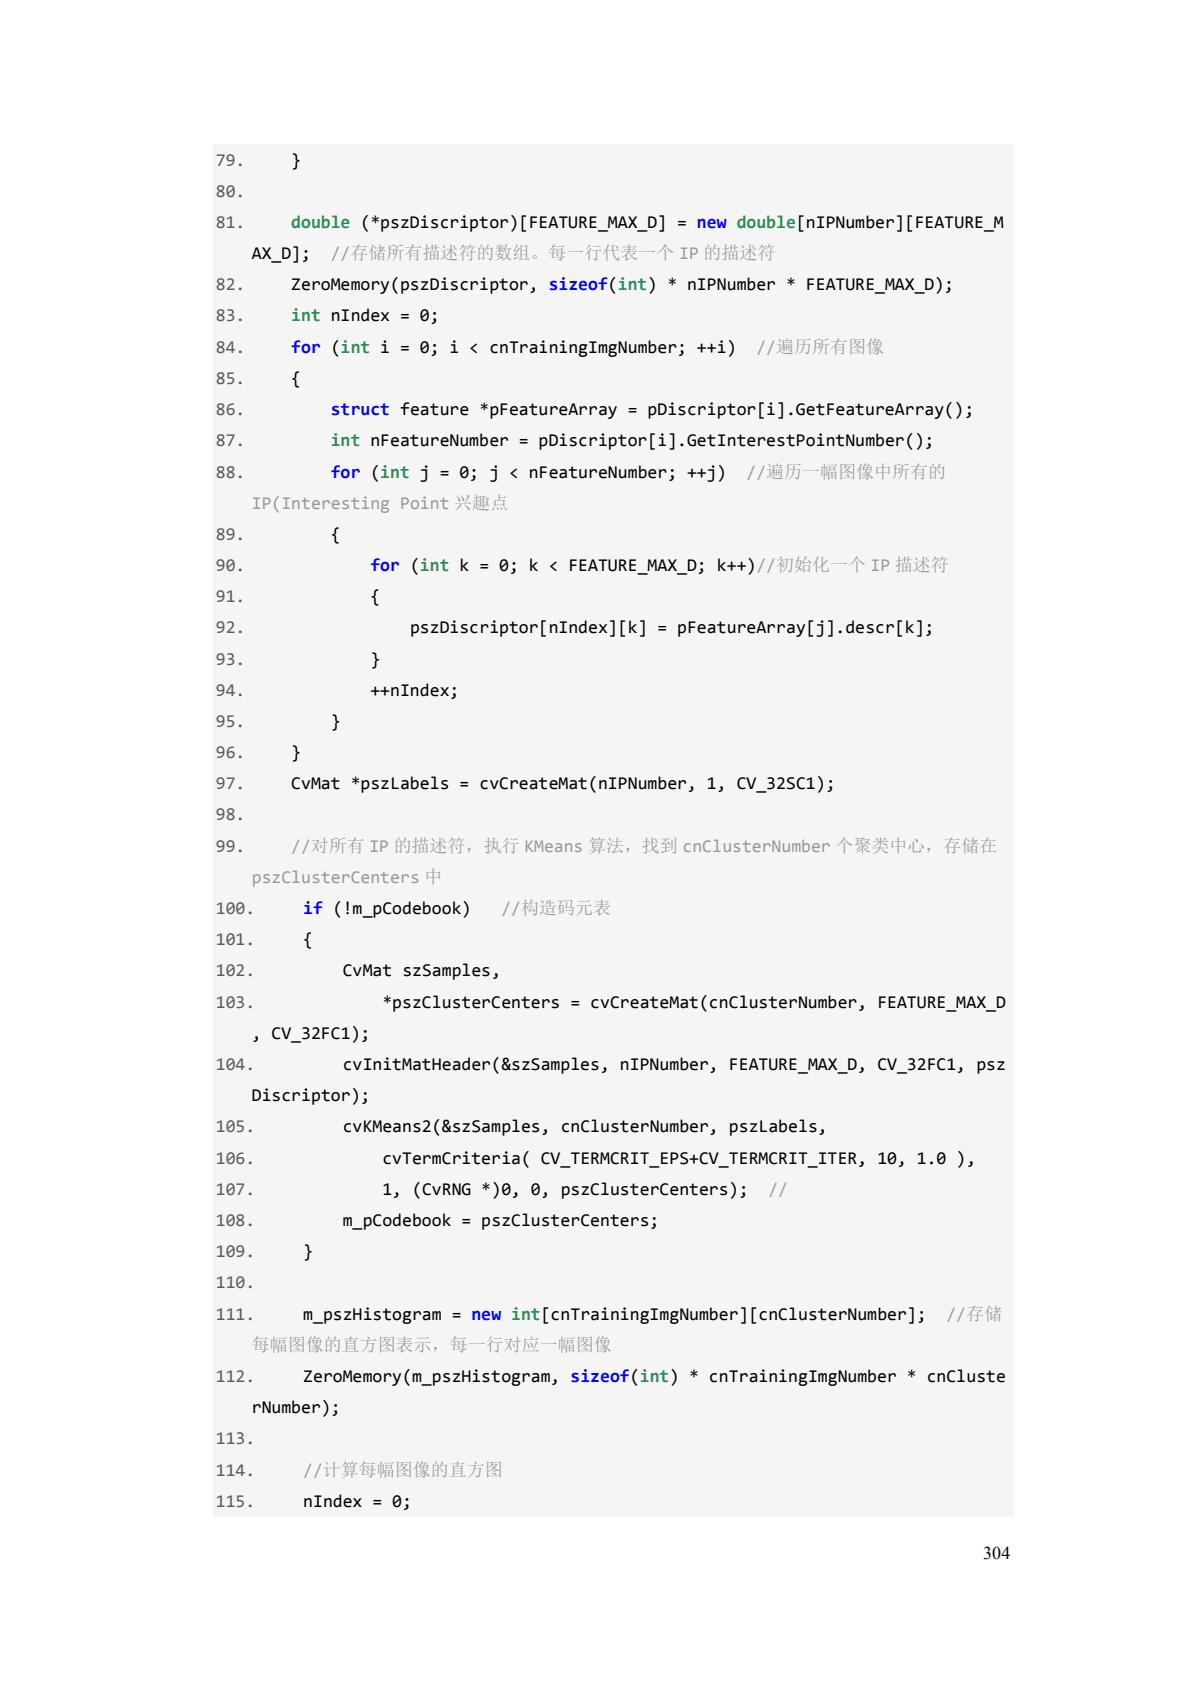 79.     }
80.
81.     double (*pszDiscriptor)[FEATURE_MAX_D] = new double[nIPNumber][FEATURE_M
AX_D];  //存储所有描述符的数组。每一行代表一个 IP 的描述符
82.     ZeroMemory(pszDiscriptor, sizeof(int) * nIPNumber * FEATURE_MAX_D);
83.     int nIndex = 0;
84.     for (int i = 0; i < cnTrainingImgNumber; ++i)  //遍历所有图像
85.     {
86.         struct feature *pFeatureArray = pDiscriptor[i].GetFeatureArray();
87.         int nFeatureNumber = pDiscriptor[i].GetInterestPointNumber();
88.         for (int j = 0; j < nFeatureNumber; ++j)  //遍历一幅图像中所有的
IP(Interesting Point 兴趣点
89.         {
90.             for (int k = 0; k < FEATURE_MAX_D; k++)//初始化一个 IP 描述符
91.             {
92.                 pszDiscriptor[nIndex][k] = pFeatureArray[j].descr[k];
93.             }
94.             ++nIndex;
95.         }
96.     }
97.     CvMat *pszLabels = cvCreateMat(nIPNumber, 1, CV_32SC1);
98.
99.     //对所有 IP 的描述符，执行 KMeans 算法，找到 cnClusterNumber 个聚类中心，存储在
pszClusterCenters 中
100.     if (!m_pCodebook)   //构造码元表
101.     {
102.         CvMat szSamples,
103.             *pszClusterCenters = cvCreateMat(cnClusterNumber, FEATURE_MAX_D
, CV_32FC1);
104.         cvInitMatHeader(&szSamples, nIPNumber, FEATURE_MAX_D, CV_32FC1, psz
Discriptor);
105.         cvKMeans2(&szSamples, cnClusterNumber, pszLabels,
106.             cvTermCriteria( CV_TERMCRIT_EPS+CV_TERMCRIT_ITER, 10, 1.0 ),
107.             1, (CvRNG *)0, 0, pszClusterCenters);  //
108.         m_pCodebook = pszClusterCenters;
109.     }
110.
111.     m_pszHistogram = new int[cnTrainingImgNumber][cnClusterNumber];  //存储
每幅图像的直方图表示，每一行对应一幅图像
112.     ZeroMemory(m_pszHistogram, sizeof(int) * cnTrainingImgNumber * cnCluste
rNumber);
113.
114.     //计算每幅图像的直方图
115.     nIndex = 0;
304